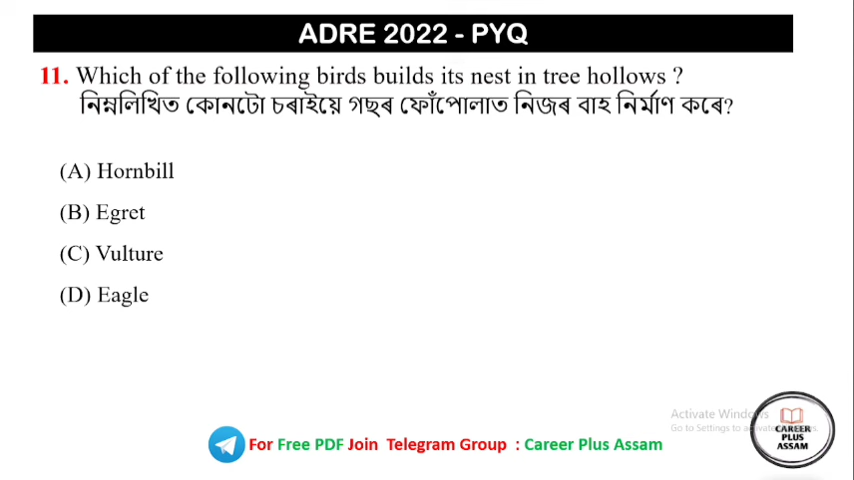 ADRE 2022 - PYQ
11. Which of the following birds builds its nest in tree hollows ?
নিম্নলিখিত কোনটো চৰাইয়ে গছৰ ফোঁপোলাত নিজৰ বাহ নিৰ্মাণ কৰে?
(A) Hornbill
(B) Egret
(C) Vulture
(D) Eagle
Activate Windows
Go to Settings to activate
CAREER
PLUS
ASSAM
For Free PDF Join Telegram Group : Career Plus Assam